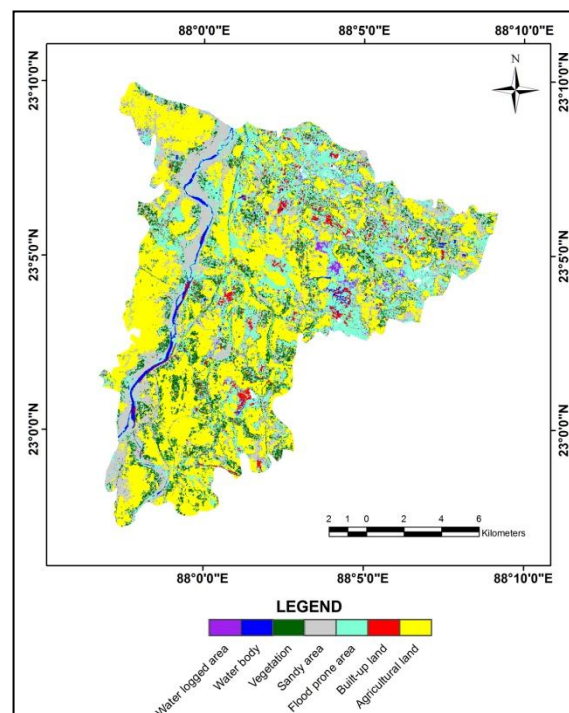 88°0'0"E 88°5'0"E 88°10'0"E
N
23°10'0"N 23°10'0"N
23°5'0"N 23°5'0"N
23°0'0"N 23°0'0"N
2 1 0 2 4 6
Kilometers
88°0'0"E 88°5'0"E 88°10'0"E
LEGEND
Water logged area
Water body
Vegetation
Sandy area
Flood prone area
Built-up land
Agricultural land